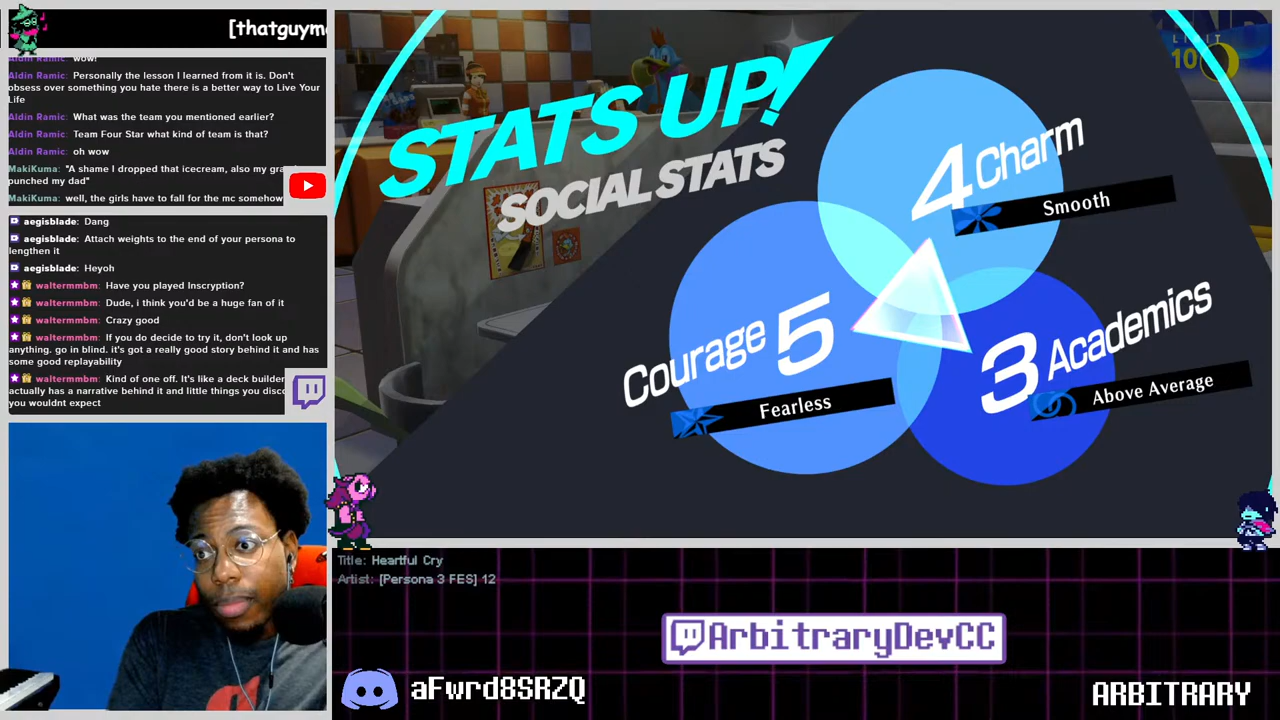 [thatguym
Aldin Ramic: wow!
Aldin Ramic: Personally the lesson I learned from it is. Don't
obsess over something you hate there is a better way to Live Your
Life
Aldin Ramic: What was the team you mentioned earlier?
Aldin Ramic: Team Four Star what kind of team is that?
Aldin Ramic: oh wow
MakiKuma: "A shame I dropped that icecream, also my gra
punched my dad"
MakiKuma: well, the girls have to fall for the mc somehow
aegisblade: Dang
aegisblade: Attach weights to the end of your persona to
lengthen it
aegisblade: Heyoh
waltermmbm: Have you played Inscryption?
waltermmbm: Dude, i think you'd be a huge fan of it
waltermmbm: Crazy good
waltermmbm: If you do decide to try it, don't look up
anything. go in blind. it's got a really good story behind it and has
some good replayability
waltermmbm: Kind of one off. It's like a deck builder
actually has a narrative behind it and little things you disc
you wouldnt expect
STATS UP!
SOCIAL STATS
LIMIT
100
4 Charm
Smooth
Courage 5
Fearless
3 Academics
Above Average
Title: Heartful Cry
Artist: [Persona 3 FES] 12
ArbitraryDevCC
aFwrd8SRZQ
ARBITRARY